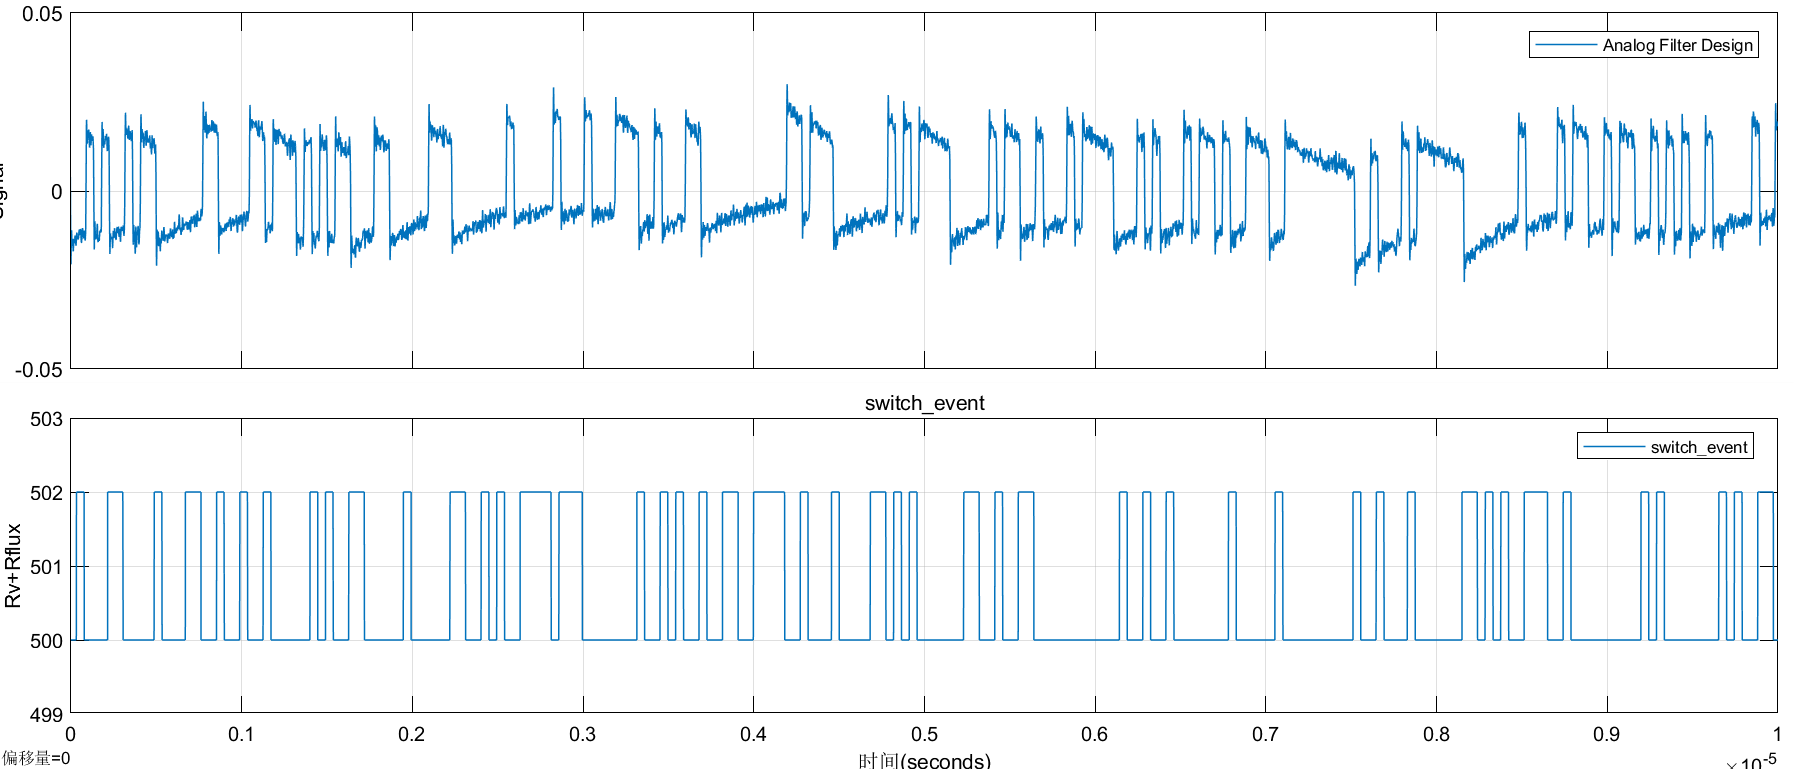 0.05
Analog Filter Design
Signal
0
-0.05
switch_event
503
switch_event
502
Rv+Rflux
501
500
499
0 0.1 0.2 0.3 0.4 0.5 0.6 0.7 0.8 0.9 1
偏移量=0
时间(seconds)
×10-5